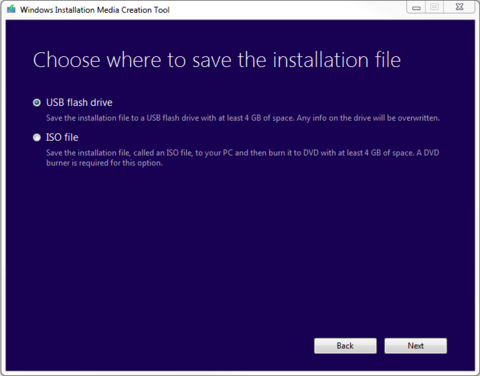 Windows Installation Media Creation Tool
Choose where to save the installation file
USB flash drive
Save the installation file to a USB flash drive with at least 4 GB of space. Any info on the drive will be overwritten.
ISO file
Save the installation file, called an ISO file, to your PC and then burn it to DVD with at least 4 GB of space. A DVD
burner is required for this option.
Back
Next